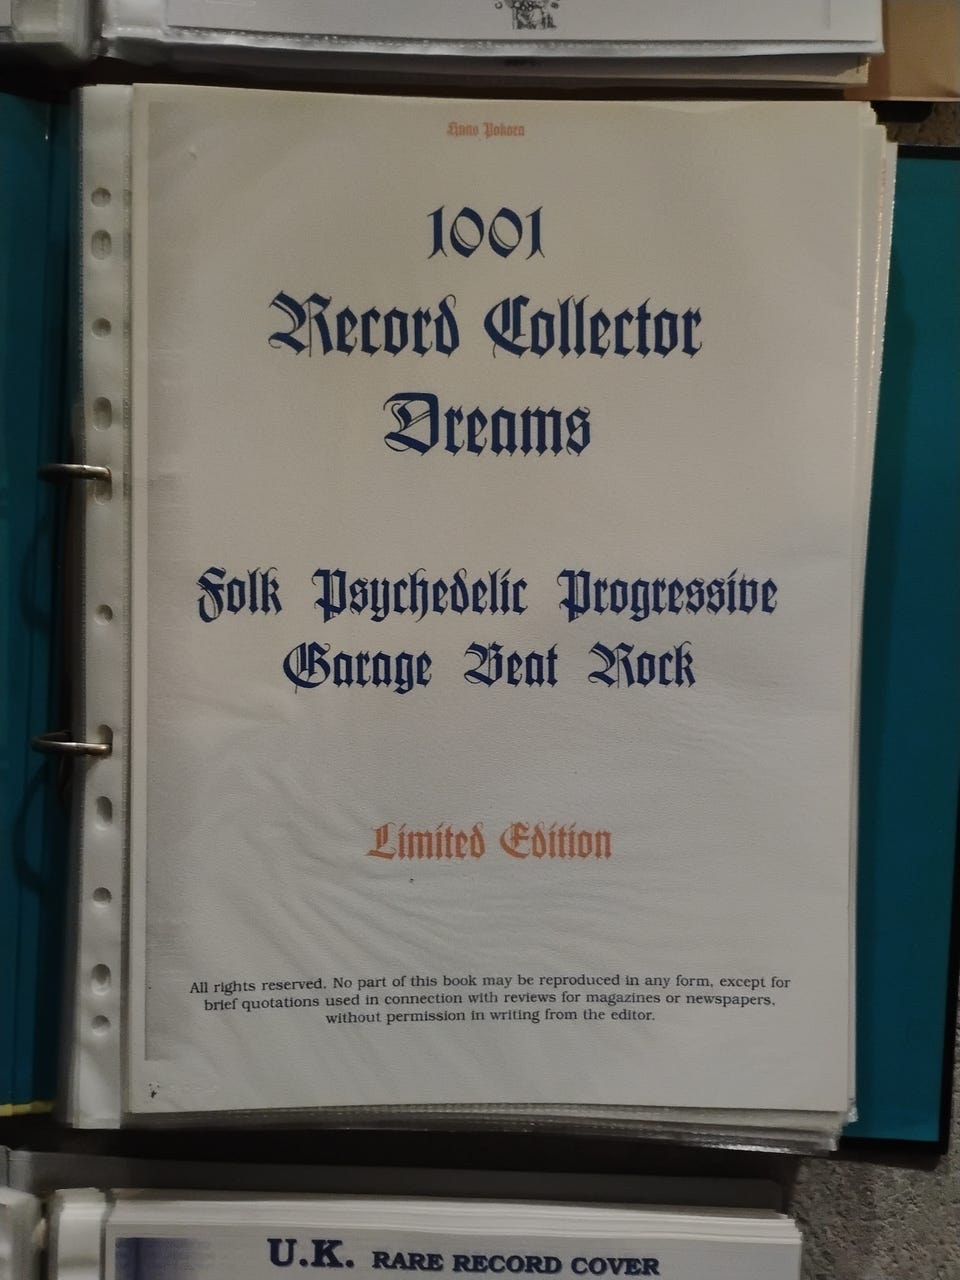 Hans Pokora
1001
Record Collector
Dreams
Folk Psychedelic Progressive
Garage Beat Rock
Limited Edition
All rights reserved. No part of this book may be reproduced in any form, except for
brief quotations used in connection with reviews for magazines or newspapers,
without permission in writing from the editor.
U.K. RARE RECORD COVER